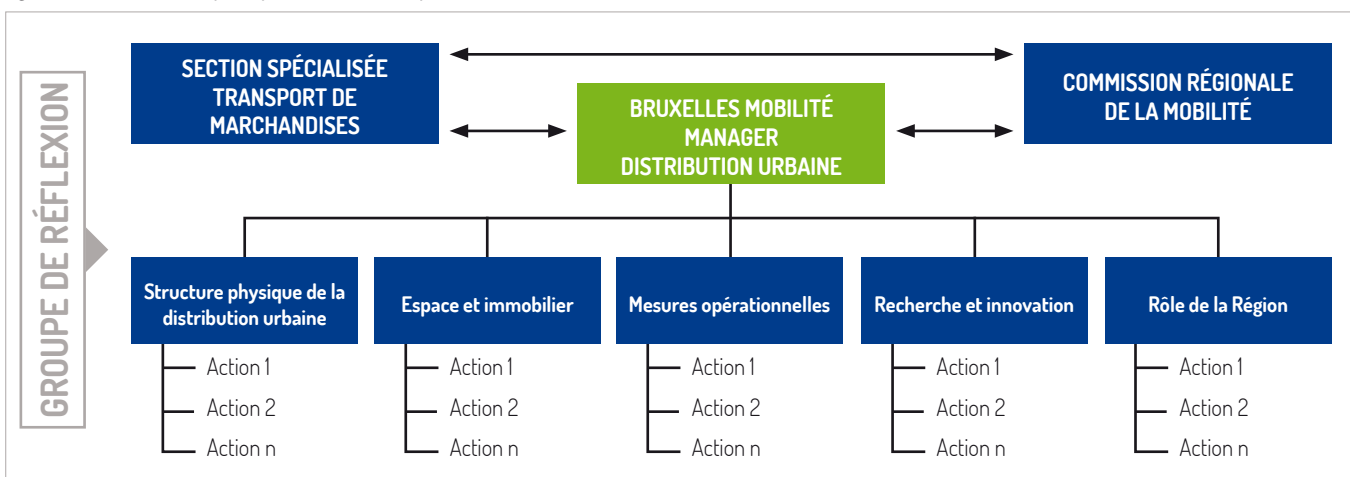 GROUPE DE RÉFLEXION
SECTION SPÉCIALISÉE
TRANSPORT DE
MARCHANDISES
BRUXELLES MOBILITÉ
MANAGER
DISTRIBUTION URBAINE
COMMISSION RÉGIONALE
DE LA MOBILITÉ
Structure physique de la
distribution urbaine
Action 1
Action 2
Action n
Espace et immobilier
Action 1
Action 2
Action n
Mesures opérationnelles
Action 1
Action 2
Action n
Recherche et innovation
Action 1
Action 2
Action n
Rôle de la Région
Action 1
Action 2
Action n